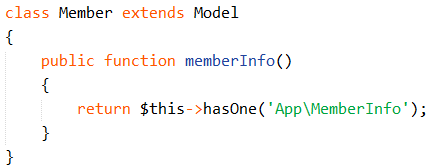 class Member extends Model
{
    public function memberInfo()
    {
        return $this->hasOne('App\MemberInfo');
    }
}